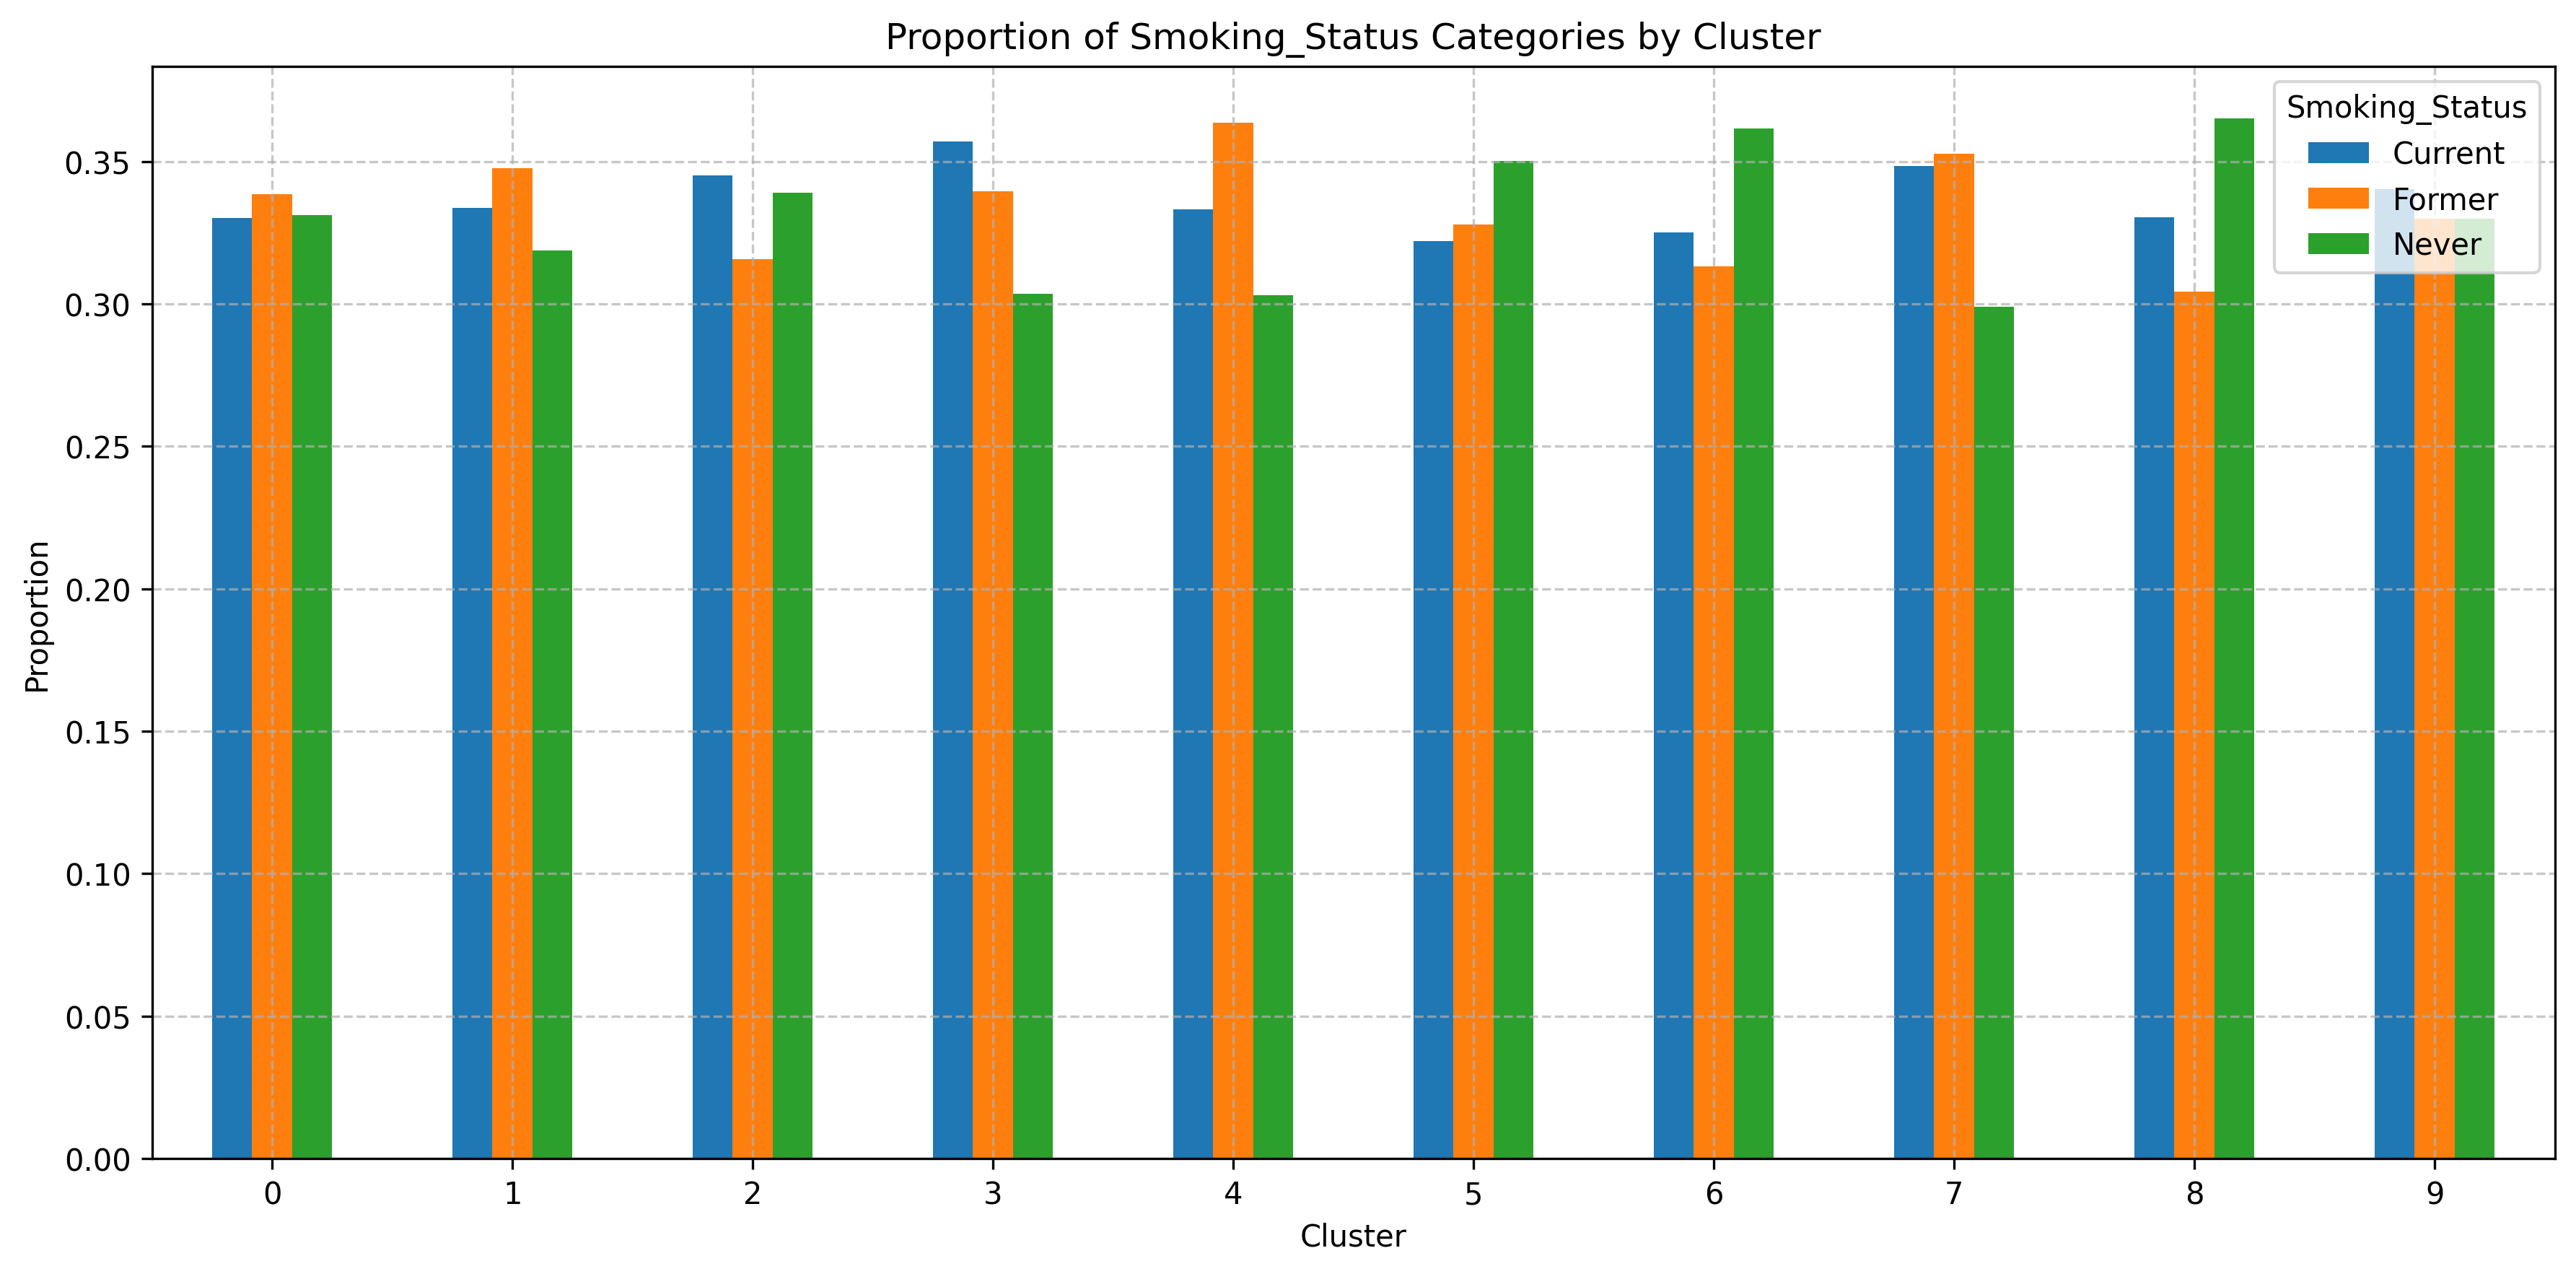 Proportion of Smoking_Status Categories by Cluster
Smoking_Status
Current
Former
Never
Proportion
0.35
0.30
0.25
0.20
0.15
0.10
0.05
0.00
0 1 2 3 4 5 6 7 8 9
Cluster